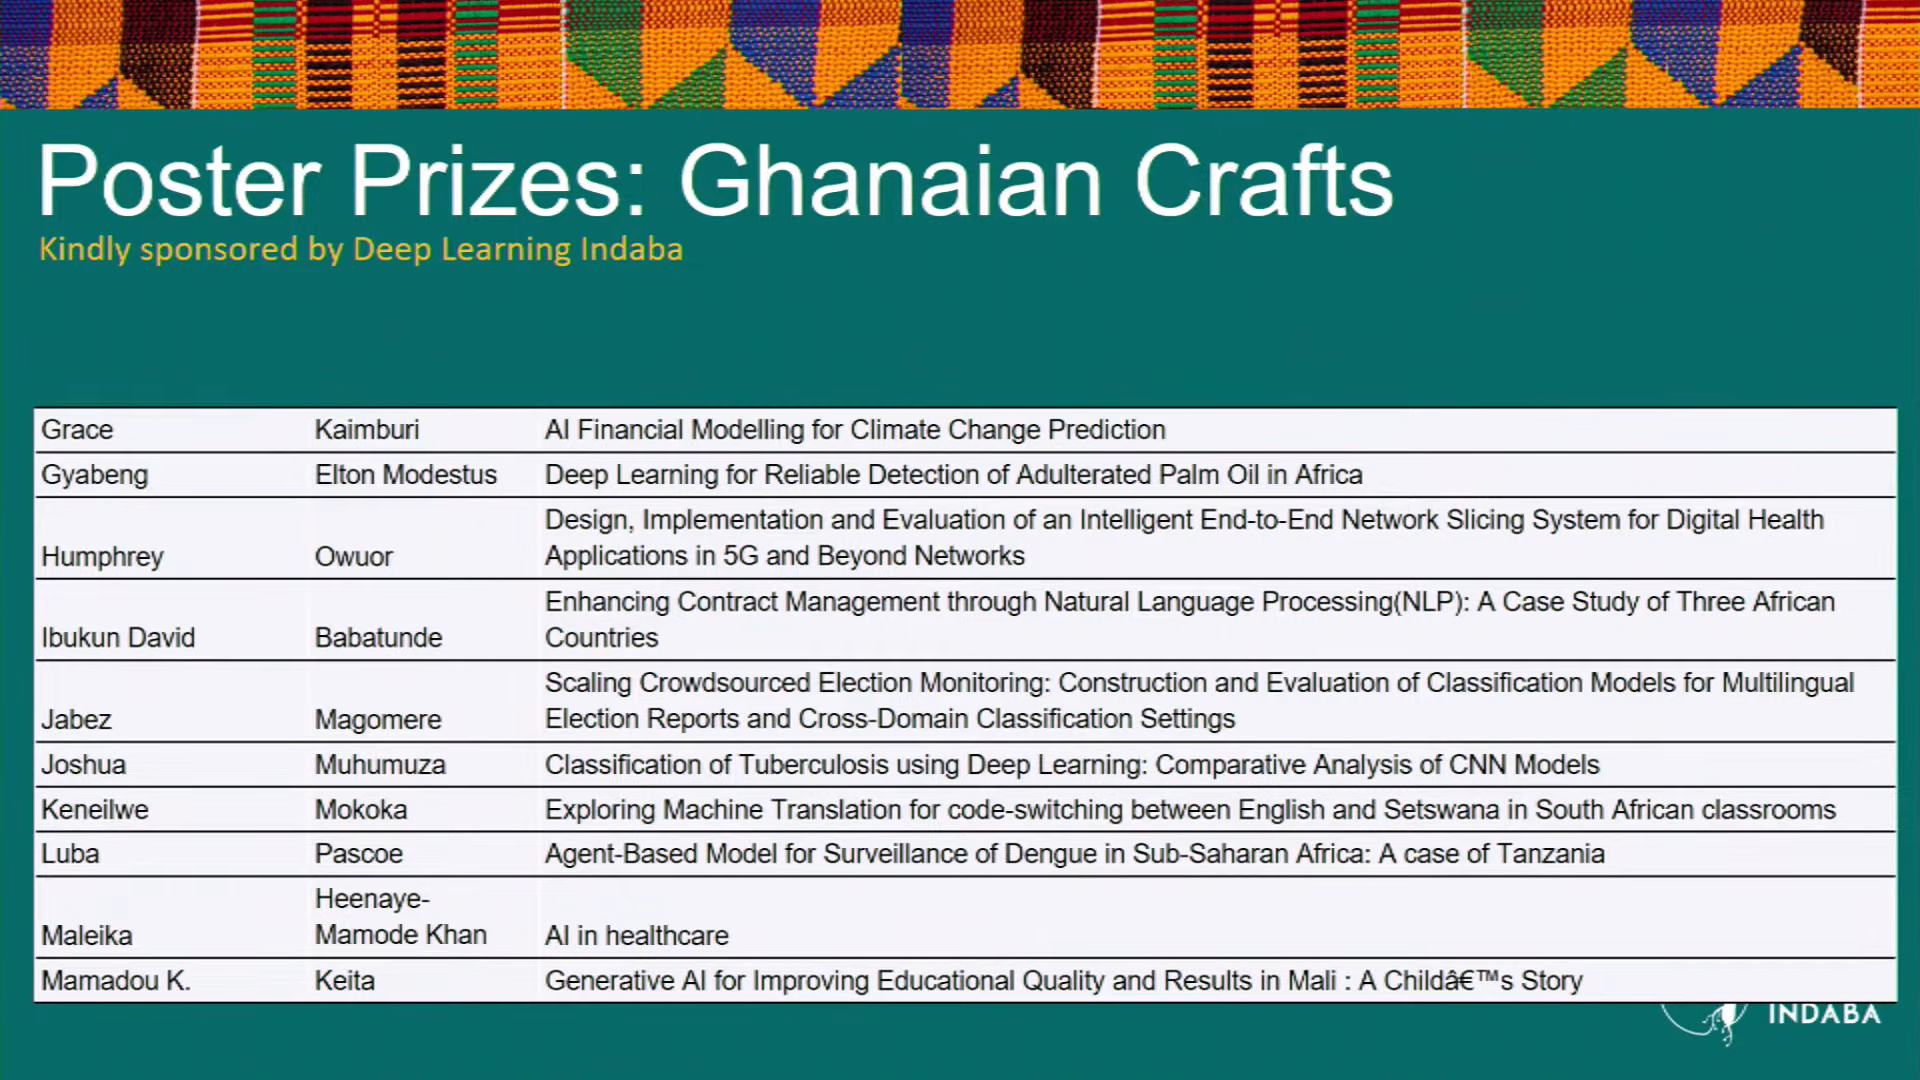 Poster Prizes: Ghanaian Crafts
Kindly sponsored by Deep Learning Indaba
Grace Kaimburi AI Financial Modelling for Climate Change Prediction
Gyabeng Elton Modestus Deep Learning for Reliable Detection of Adulterated Palm Oil in Africa
Design, Implementation and Evaluation of an Intelligent End-to-End Network Slicing System for Digital Health
Humphrey Owuor Applications in 5G and Beyond Networks
Enhancing Contract Management through Natural Language Processing(NLP): A Case Study of Three African
Ibukun David Babatunde Countries
Scaling Crowdsourced Election Monitoring: Construction and Evaluation of Classification Models for Multilingual
Jabez Magomere Election Reports and Cross-Domain Classification Settings
Joshua Muhumuza Classification of Tuberculosis using Deep Learning: Comparative Analysis of CNN Models
Keneilwe Mokoka Exploring Machine Translation for code-switching between English and Setswana in South African classrooms
Luba Pascoe Agent-Based Model for Surveillance of Dengue in Sub-Saharan Africa: A case of Tanzania
Heenaye-
Maleika Mamode Khan AI in healthcare
Mamadou K. Keita Generative AI for Improving Educational Quality and Results in Mali : A Childâ€™s Story
INDABA